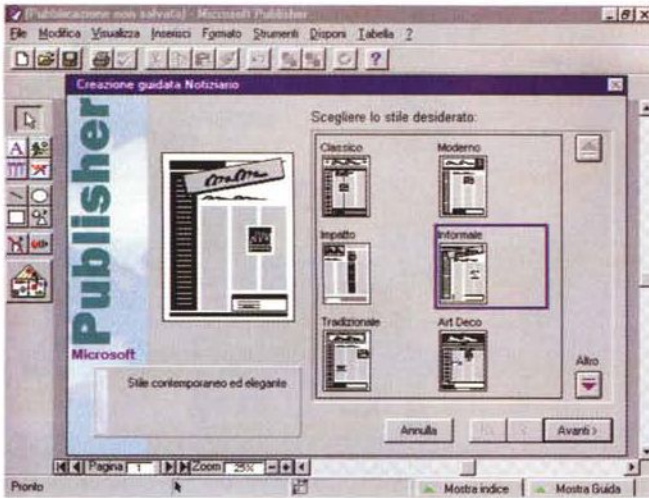 (Pubblicazione non salvata) - Microsoft Publisher
File Modifica Visualizza Inserisci Formato Strumenti Disponi Tabella ?
Creazione guidata Notiziario
Publisher
Microsoft
Scegliere lo stile desiderato:
Classico Moderno
Impatto Informale
Tradizionale Art Deco
Altro
Stile contemporaneo ed elegante
Annulla Avanti >
Pagina 1 Zoom 25%
Pronto Mostra indice Mostra Guida